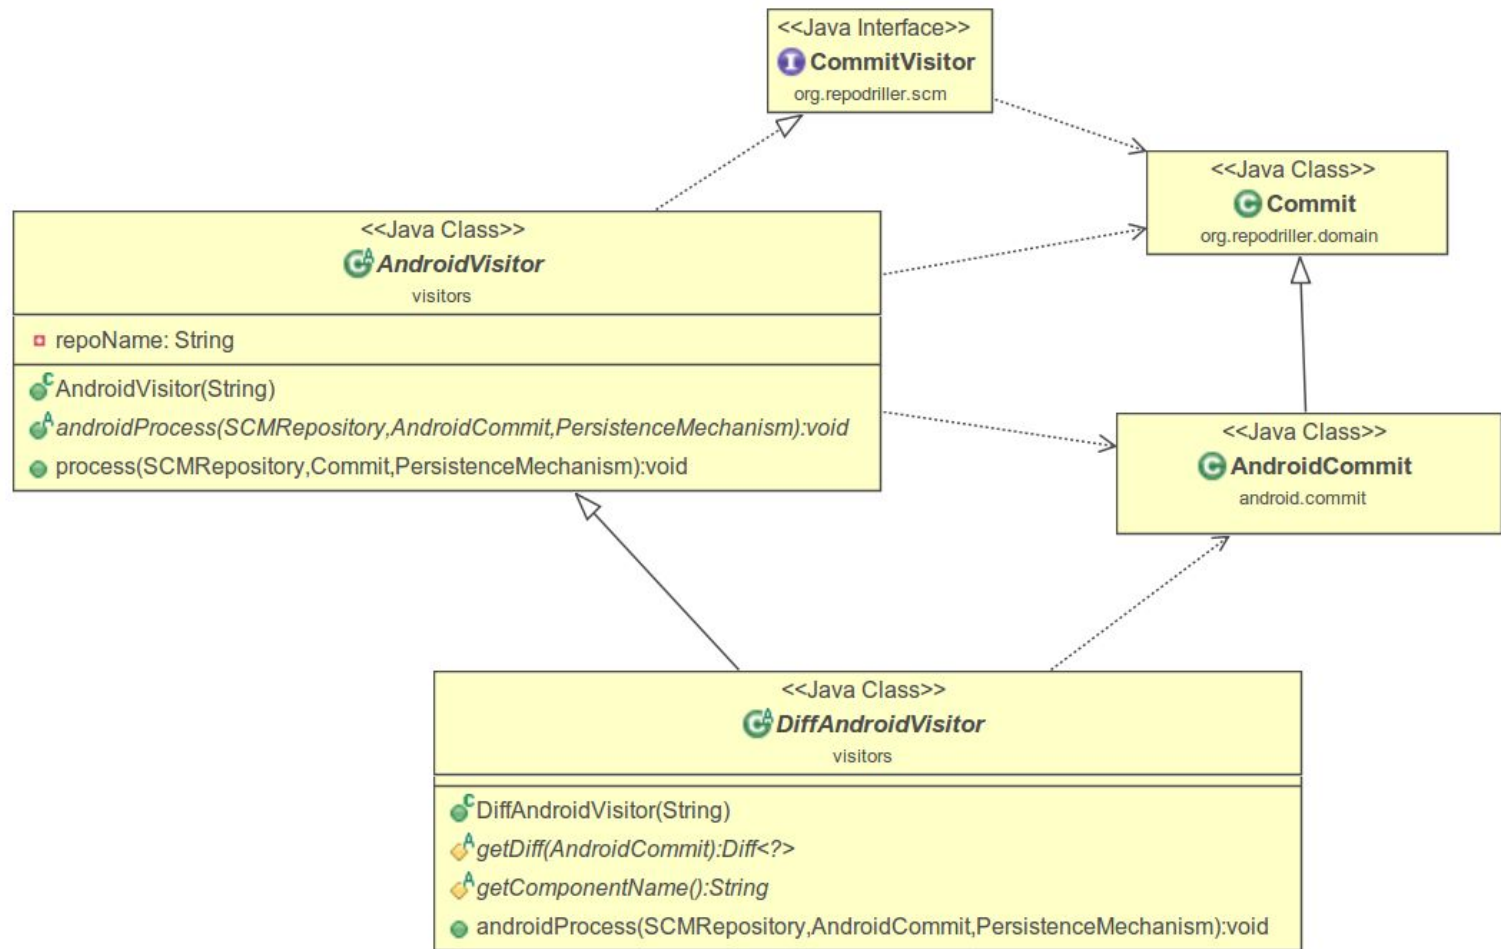 <<Java Interface>>
CommitVisitor
org.repodriller.scm
<<Java Class>>
Commit
org.repodriller.domain
<<Java Class>>
AndroidVisitor
visitors
repoName: String
AndroidVisitor(String)
androidProcess(SCMRepository,AndroidCommit,PersistenceMechanism):void
process(SCMRepository,Commit,PersistenceMechanism):void
<<Java Class>>
AndroidCommit
android.commit
<<Java Class>>
DiffAndroidVisitor
visitors
DiffAndroidVisitor(String)
getDiff(AndroidCommit):Diff<?>
getComponentName():String
androidProcess(SCMRepository,AndroidCommit,PersistenceMechanism):void